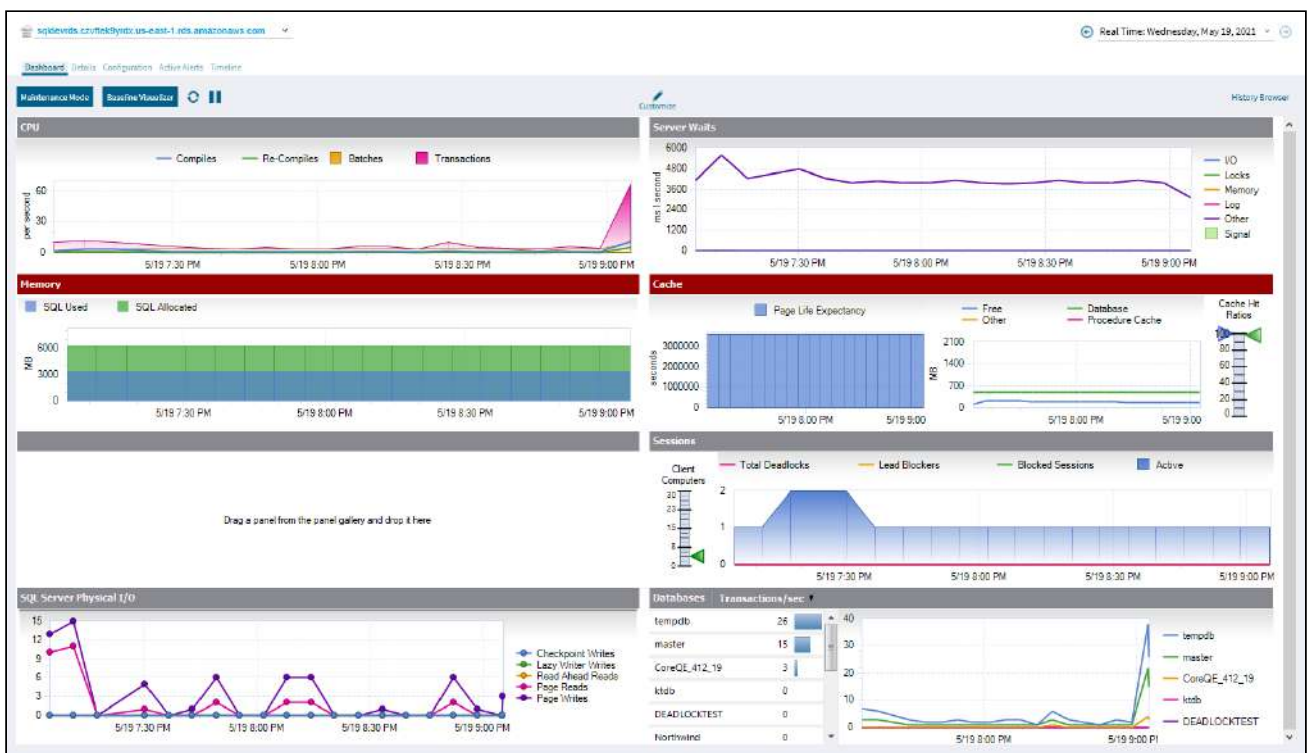 sqldevrds.czvftek9yntx.us-east-1.rds.amazonaws.com
Real Time: Wednesday, May 19, 2021
Dashboard Details Configuration Active Alerts Timeline
Maintenance Mode Baseline Visualizer
Customize
History Browser
CPU
Compiles Re-Compiles Batches Transactions
per second
60
30
0
5/19 7:30 PM 5/19 8:00 PM 5/19 8:30 PM 5/19 9:00 PM
Server Waits
6000
4800
3600
2400
1200
0
ms / second
I/O
Locks
Memory
Log
Other
Signal
5/19 7:30 PM 5/19 8:00 PM 5/19 8:30 PM 5/19 9:00 PM
Memory
SQL Used SQL Allocated
MB
6000
3000
0
5/19 7:30 PM 5/19 8:00 PM 5/19 8:30 PM 5/19 9:00 PM
Cache
Page Life Expectancy
seconds
3000000
2000000
1000000
0
5/19 8:00 PM 5/19 9:00
Free Database
Other Procedure Cache
MB
2100
1400
700
0
5/19 8:00 PM 5/19 9:00
Cache Hit
Ratios
80
60
40
20
0
Drag a panel from the panel gallery and drop it here
Sessions
Client
Computers
30
23
15
8
0
Total Deadlocks Lead Blockers Blocked Sessions Active
2
1
0
5/19 7:30 PM 5/19 8:00 PM 5/19 8:30 PM 5/19 9:00 PM
SQL Server Physical I/O
15
12
9
6
3
0
Checkpoint Writes
Lazy Writer Writes
Read Ahead Reads
Page Reads
Page Writes
5/19 7:30 PM 5/19 8:00 PM 5/19 8:30 PM 5/19 9:00 PM
Databases Transactions/sec
tempdb 26
master 15
CoreQE_412_19 3
ktdb 0
DEADLOCKTEST 0
Northwind 0
40
30
20
10
0
tempdb
master
CoreQE_412_19
ktdb
DEADLOCKTEST
5/19 8:00 PM 5/19 9:00 PI